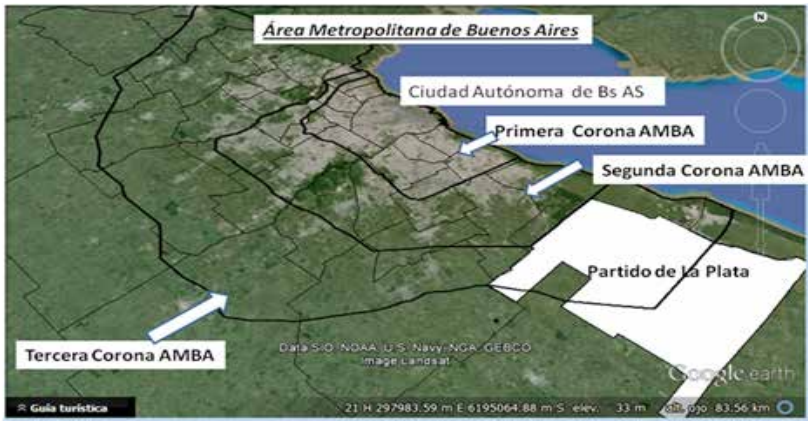 Área Metropolitana de Buenos Aires
N
Ciudad Autónoma de Bs AS
Primera Corona AMBA
Segunda Corona AMBA
Partido de La Plata
Tercera Corona AMBA
Data SIO, NOAA, U.S. Navy, NGA, GEBCO
Image Landsat
Google earth
Guía turística
21 H 297983.59 m E 6195064.88 m S elev. 33 m alt. ojo 83.56 km